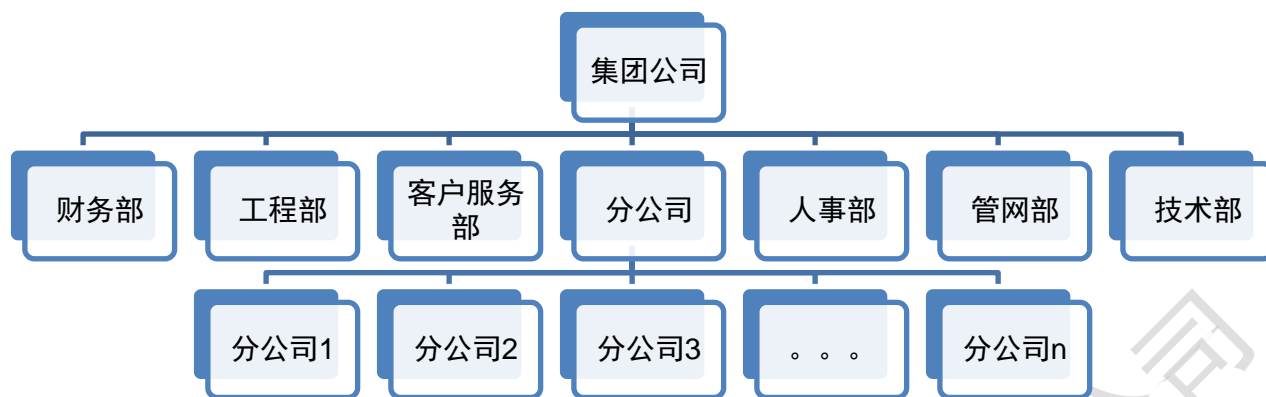 集团公司
财务部
工程部
客户服务
部
分公司
人事部
管网部
技术部
分公司1
分公司2
分公司3
。。。
分公司n
司